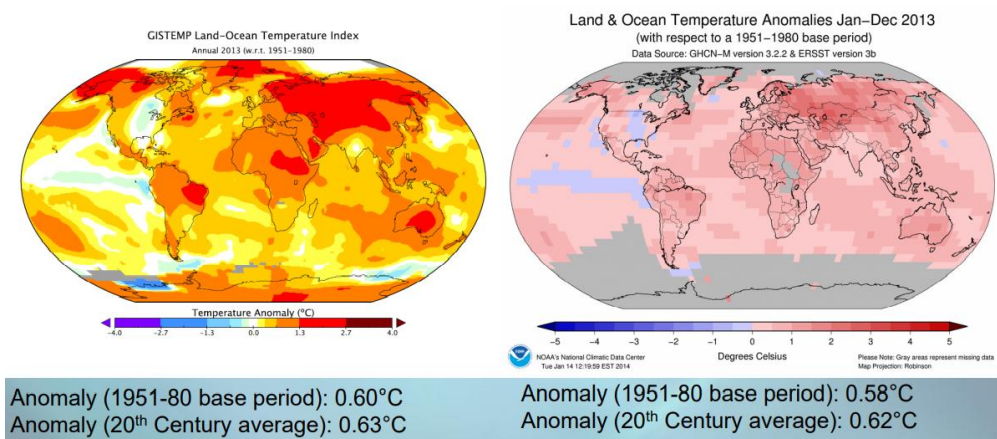 GISTEMP Land-Ocean Temperature Index
Annual 2013 (w.r.t. 1951-1980)
Temperature Anomaly (°C)
-4.0 -2.7 -1.3 0.0 1.3 2.7 4.0
Land & Ocean Temperature Anomalies Jan-Dec 2013
(with respect to a 1951-1980 base period)
Data Source: GHCN-M version 3.2.2 & ERSST version 3b
-5 -4 -3 -2 -1 0 1 2 3 4 5
Degrees Celsius
NOAA's National Climatic Data Center
Tue Jan 14 12:19:59 EST 2014
Please Note: Gray areas represent missing data
Map Projection: Robinson
Anomaly (1951-80 base period): 0.60°C
Anomaly (20th Century average): 0.63°C
Anomaly (1951-80 base period): 0.58°C
Anomaly (20th Century average): 0.62°C